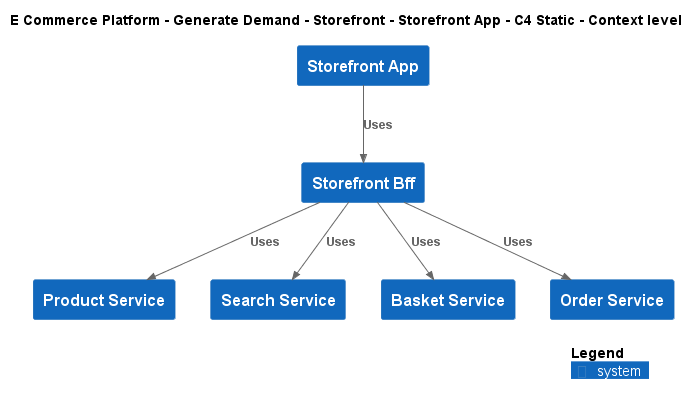 E Commerce Platform - Generate Demand - Storefront - Storefront App - C4 Static - Context level
Storefront App
Uses
Storefront Bff
Uses Uses Uses Uses
Product Service Search Service Basket Service Order Service
Legend
system